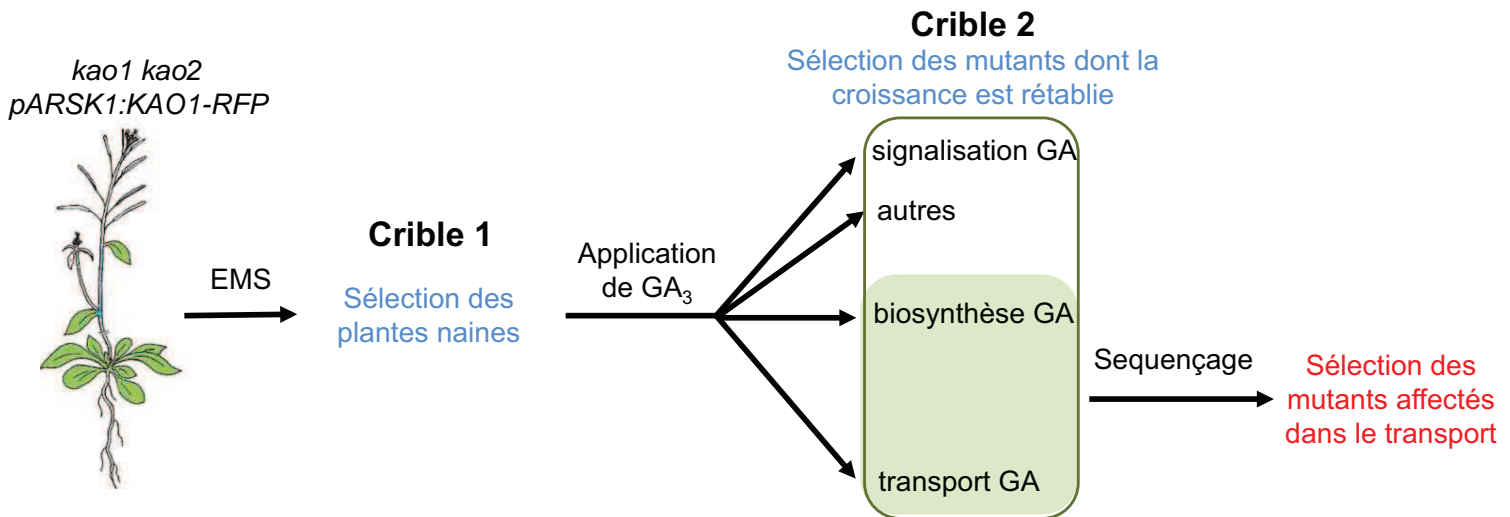 kao1 kao2
pARSK1:KAO1-RFP
EMS
Crible 1
Sélection des
plantes naines
Application
de GA₃
Crible 2
Sélection des mutants dont la
croissance est rétablie
signalisation GA
autres
biosynthèse GA
transport GA
Sequençage
Sélection des
mutants affectés
dans le transport